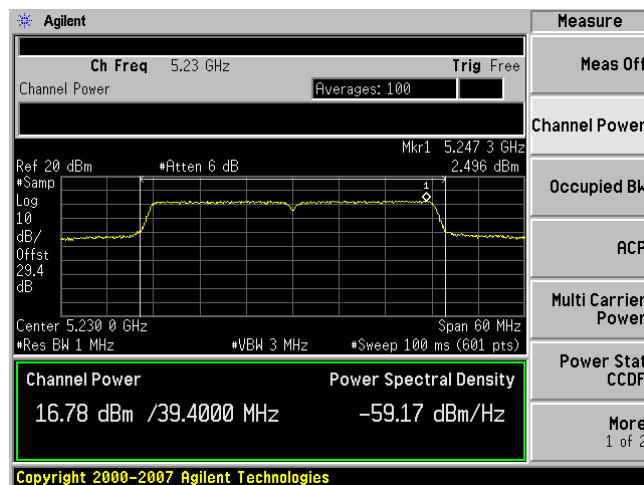 Agilent
Measure
Ch Freq 5.23 GHz Trig Free
Channel Power Averages: 100
Meas Off
Channel Power
Occupied BW
ACP
Multi Carrier
Power
Power Stat
CCDF
More
1 of 2
Mkr1 5.247 3 GHz
Ref 20 dBm #Atten 6 dB 2.496 dBm
#Samp
Log
10
dB/
Offst
29.4
dB
1
Center 5.230 0 GHz Span 60 MHz
#Res BW 1 MHz #VBW 3 MHz #Sweep 100 ms (601 pts)
Channel Power Power Spectral Density
16.78 dBm /39.4000 MHz -59.17 dBm/Hz
Copyright 2000-2007 Agilent Technologies